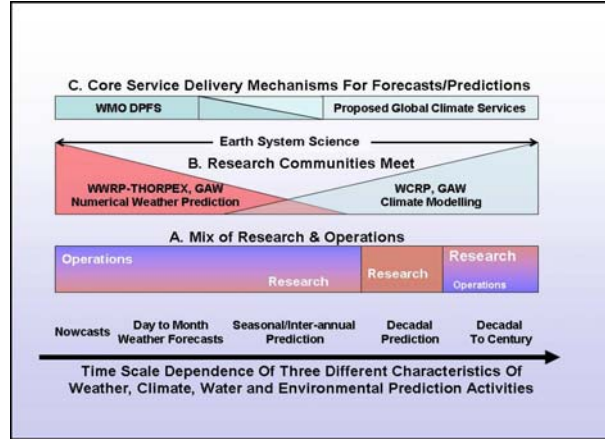 C. Core Service Delivery Mechanisms For Forecasts/Predictions
WMO DPFS
Proposed Global Climate Services
Earth System Science
B. Research Communities Meet
WWRP-THORPEX, GAW
Numerical Weather Prediction
WCRP, GAW
Climate Modelling
A. Mix of Research & Operations
Operations
Research
Research
Research
Operations
Nowcasts
Day to Month
Weather Forecasts
Seasonal/Inter-annual
Prediction
Decadal
Prediction
Decadal
To Century
Time Scale Dependence Of Three Different Characteristics Of
Weather, Climate, Water and Environmental Prediction Activities